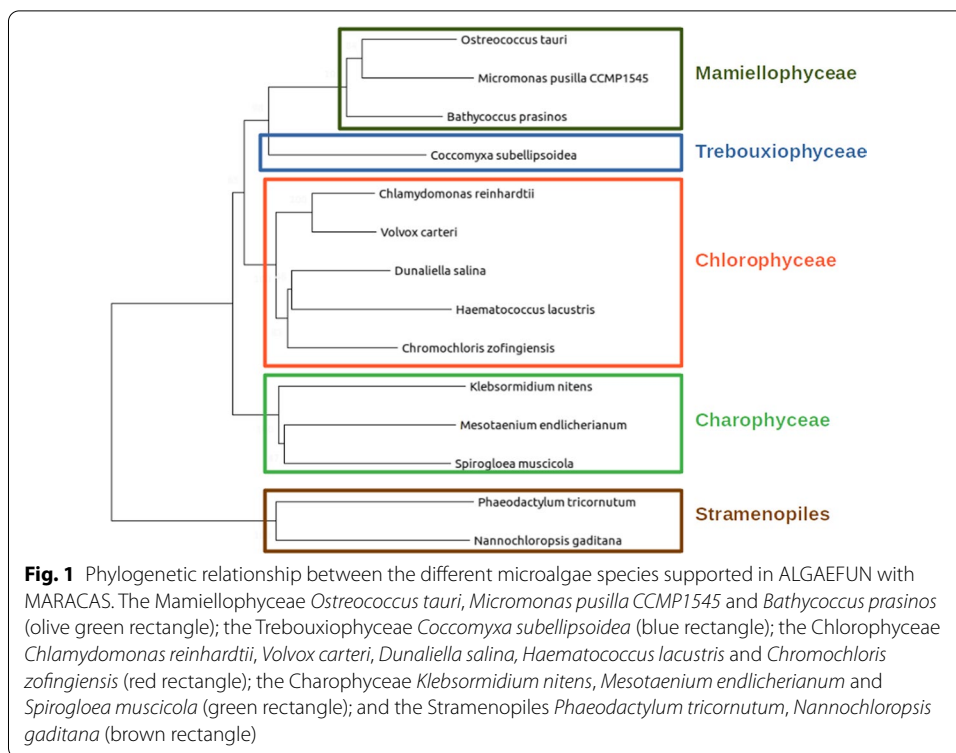 Ostreococcus tauri
Mamiellophyceae
Micromonas pusilla CCMP1545
Bathycoccus prasinos
Coccomyxa subellipsoidea
Trebouxiophyceae
Chlamydomonas reinhardtii
Volvox carteri
Chlorophyceae
Dunaliella salina
Haematococcus lacustris
Chromochloris zofingiensis
Klebsormidium nitens
Mesotaenium endlicherianum
Charophyceae
Spirogloea muscicola
Phaeodactylum tricornutum
Stramenopiles
Nannochloropsis gaditana
Fig. 1 Phylogenetic relationship between the different microalgae species supported in ALGAEFUN with
MARACAS. The Mamiellophyceae Ostreococcus tauri, Micromonas pusilla CCMP1545 and Bathycoccus prasinos
(olive green rectangle); the Trebouxiophyceae Coccomyxa subellipsoidea (blue rectangle); the Chlorophyceae
Chlamydomonas reinhardtii, Volvox carteri, Dunaliella salina, Haematococcus lacustris and Chromochloris
zofingiensis (red rectangle); the Charophyceae Klebsormidium nitens, Mesotaenium endlicherianum and
Spirogloea muscicola (green rectangle); and the Stramenopiles Phaeodactylum tricornutum, Nannochloropsis
gaditana (brown rectangle)